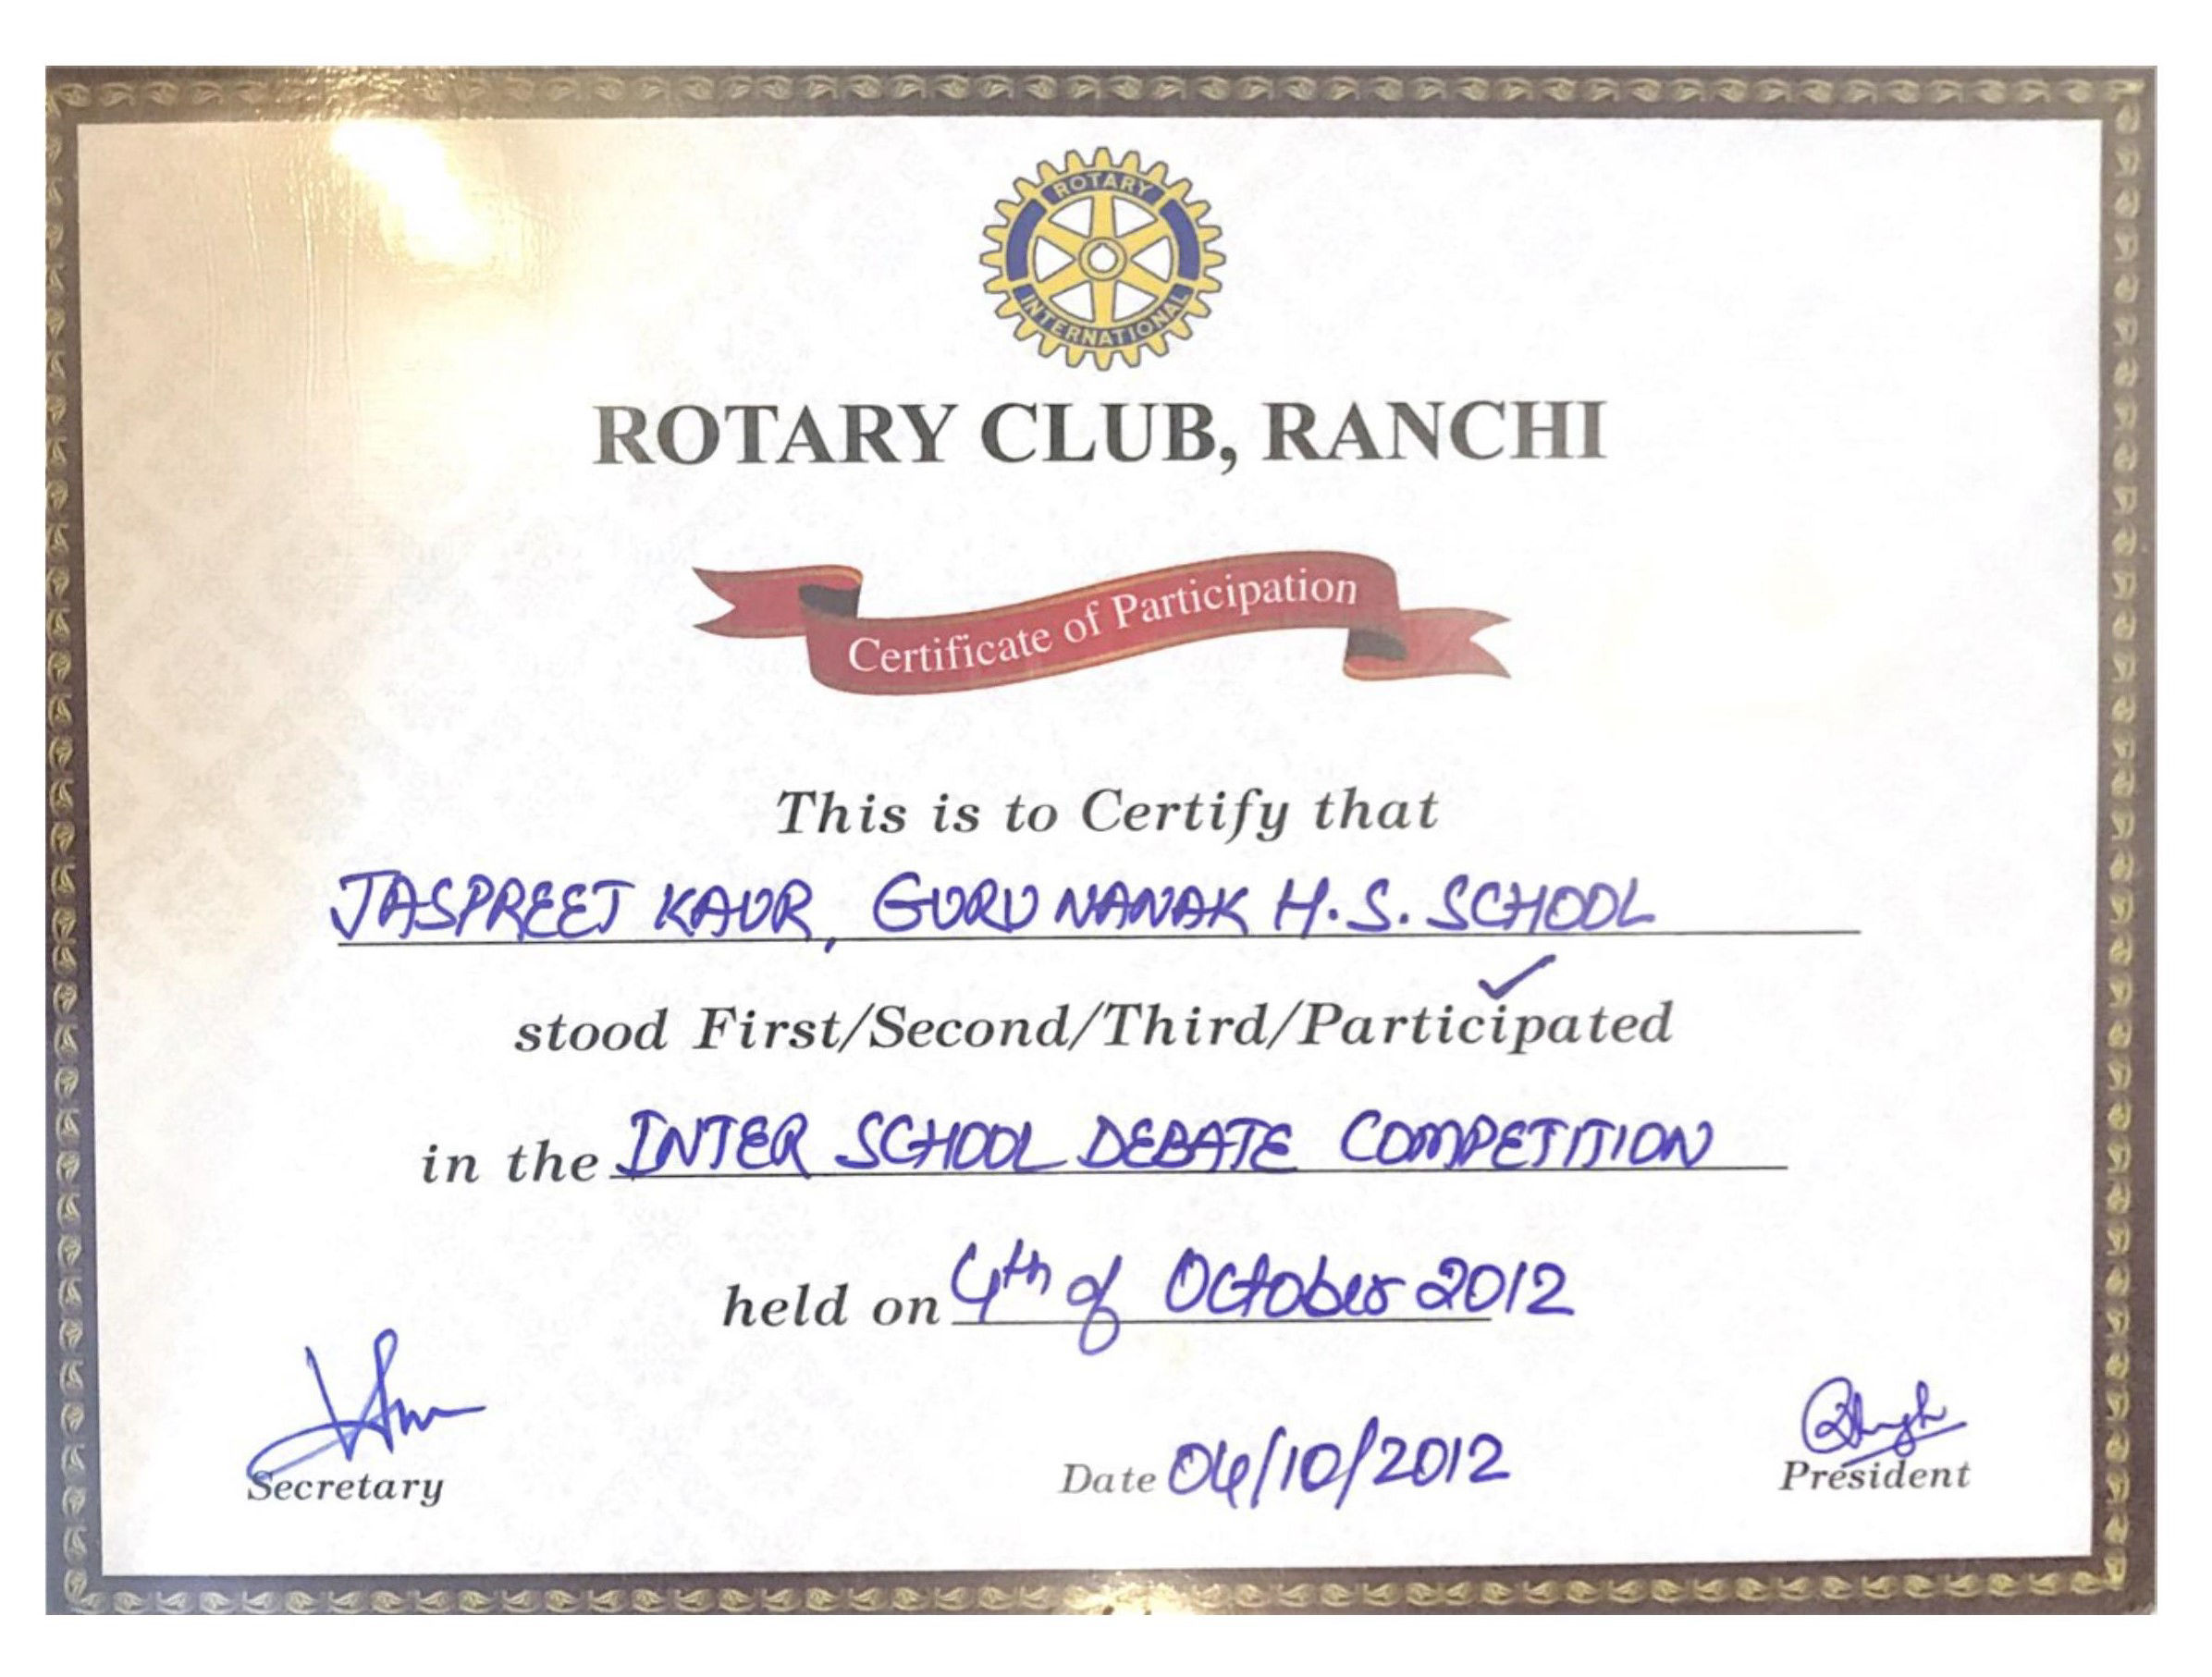 ROTARY
INTERNATIONAL
ROTARY CLUB, RANCHI
Certificate of Participation
This is to Certify that
JASPREET KAUR, GURU NANAK H.S. SCHOOL
stood First/Second/Third/Participated
in the INTER SCHOOL DEBATE COMPETITION
held on 4th of October 2012
Secretary
Date 04/10/2012
President